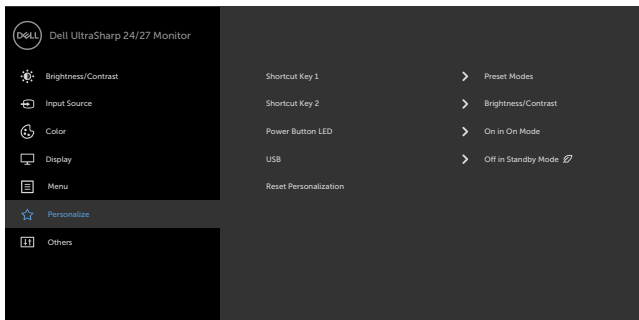 DELL Dell UltraSharp 24/27 Monitor
Brightness/Contrast Shortcut Key 1 Preset Modes
Input Source Shortcut Key 2 Brightness/Contrast
Color Power Button LED On in On Mode
Display USB Off in Standby Mode
Menu Reset Personalization
Personalize
Others